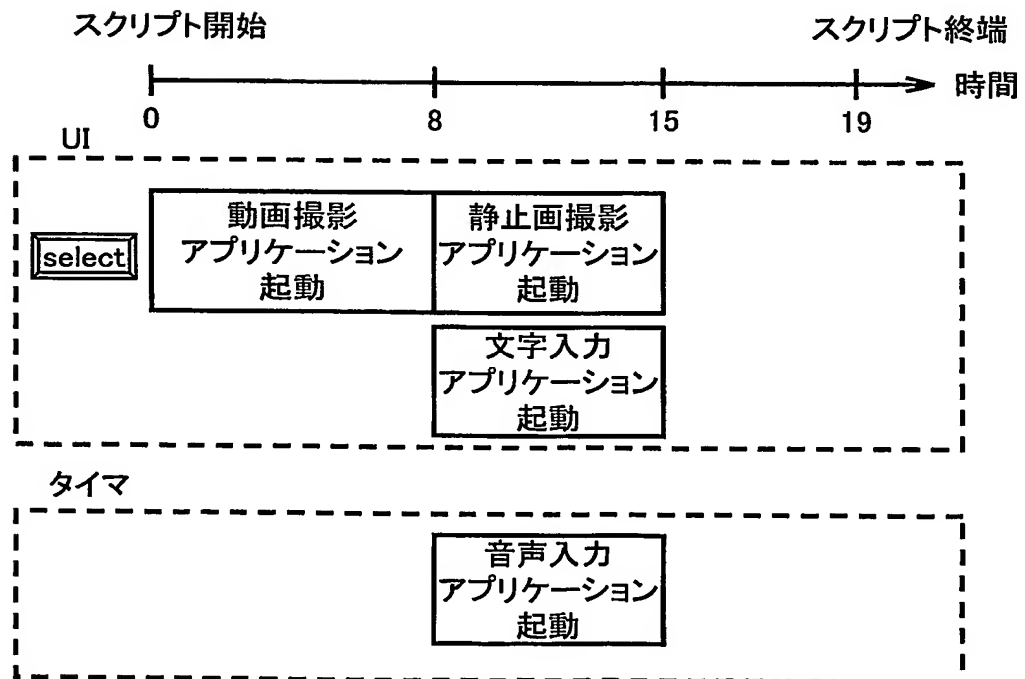 スクリプト開始
スクリプト終端
時間
0 8 15 19
UI
select
動画撮影
アプリケーション
起動
静止画撮影
アプリケーション
起動
文字入力
アプリケーション
起動
タイマ
音声入力
アプリケーション
起動